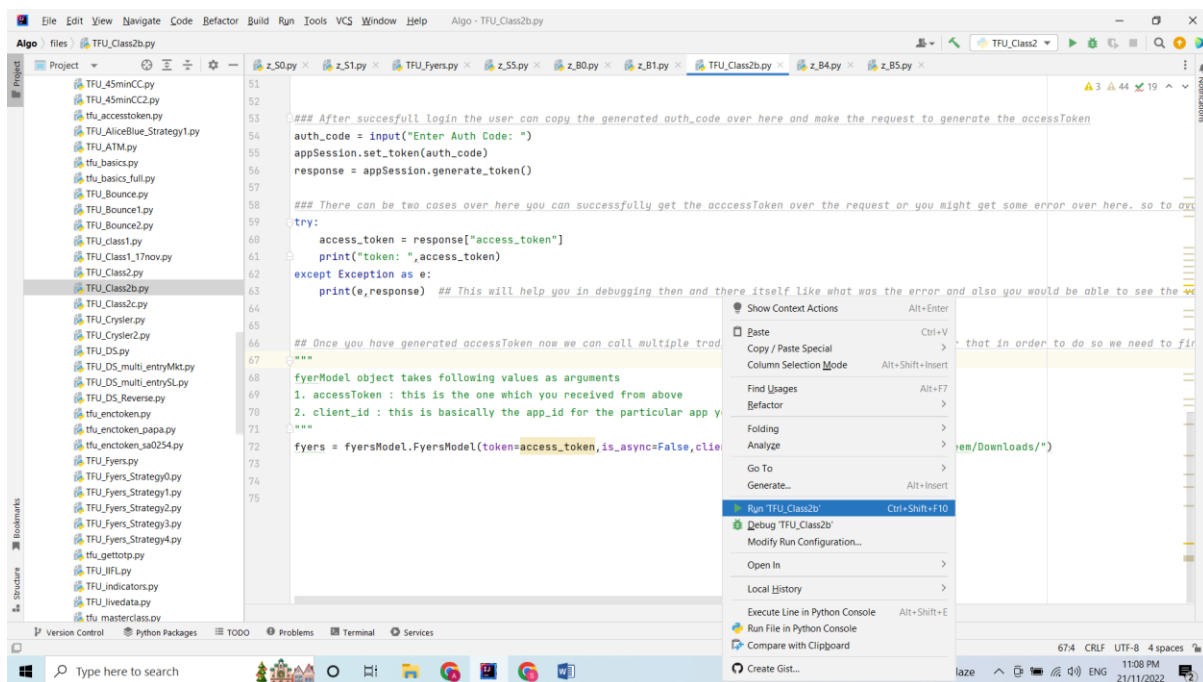 File Edit View Navigate Code Refactor Build Run Tools VCS Window Help Algo - TFU_Class2b.py
Algo files TFU_Class2b.py TFU_Class2
Project z_S0.py z_S1.py TFU_Fyers.py z_S5.py z_B0.py z_B1.py TFU_Class2b.py z_B4.py z_B5.py
Project
Notifications
3 44 19
TFU_45minCC.py
TFU_45minCC2.py
tfu_accesstoken.py
TFU_AliceBlue_Strategy1.py
TFU_ATM.py
tfu_basics.py
tfu_basics_full.py
TFU_Bounce.py
TFU_Bounce1.py
TFU_Bounce2.py
TFU_class1.py
TFU_Class1_17nov.py
TFU_Class2.py
TFU_Class2b.py
TFU_Class2c.py
TFU_Crysler.py
TFU_Crysler2.py
TFU_DS.py
TFU_DS_multi_entryMkt.py
TFU_DS_multi_entrySL.py
TFU_DS_Reverse.py
tfu_enctoken.py
tfu_enctoken_papa.py
tfu_enctoken_sa0254.py
TFU_Fyers.py
TFU_Fyers_Strategy0.py
TFU_Fyers_Strategy1.py
TFU_Fyers_Strategy2.py
TFU_Fyers_Strategy3.py
TFU_Fyers_Strategy4.py
tfu_gettotp.py
TFU_IIFL.py
TFU_indicators.py
TFU_livedata.py
tfu_masterclass.py
Bookmarks
Structure
51
52
53 ### After succesfull login the user can copy the generated auth_code over here and make the request to generate the accessToken
54 auth_code = input("Enter Auth Code: ")
55 appSession.set_token(auth_code)
56 response = appSession.generate_token()
57
58 ### There can be two cases over here you can successfully get the acccessToken over the request or you might get some error over here. so to
59 try:
60 access_token = response["access_token"]
61 print("token: ",access_token)
62 except Exception as e:
63 print(e,response) ## This will help you in debugging then and there itself like what was the error and also you would be able to see the
64
65
66 ## Once you have generated accessToken now we can call multiple that in order to do so we need to
67 """
68 fyerModel object takes following values as arguments
69 1. accessToken : this is the one which you received from above
70 2. client_id : this is basically the app_id for the particular app
71 """
72 fyers = fyersModel.FyersModel(token=access_token,is_async=False, /Downloads/")
73
74
75
Show Context Actions Alt+Enter
Paste Ctrl+V
Copy / Paste Special
Column Selection Mode Alt+Shift+Insert
Find Usages Alt+F7
Refactor
Folding
Analyze
Go To
Generate... Alt+Insert
Run 'TFU_Class2b' Ctrl+Shift+F10
Debug 'TFU_Class2b'
Modify Run Configuration...
Open In
Local History
Execute Line in Python Console Alt+Shift+E
Run File in Python Console
Compare with Clipboard
Create Gist...
Version Control Python Packages TODO Problems Terminal Services
67:4 CRLF UTF-8 4 spaces
Type here to search
ENG 11:08 PM
21/11/2022